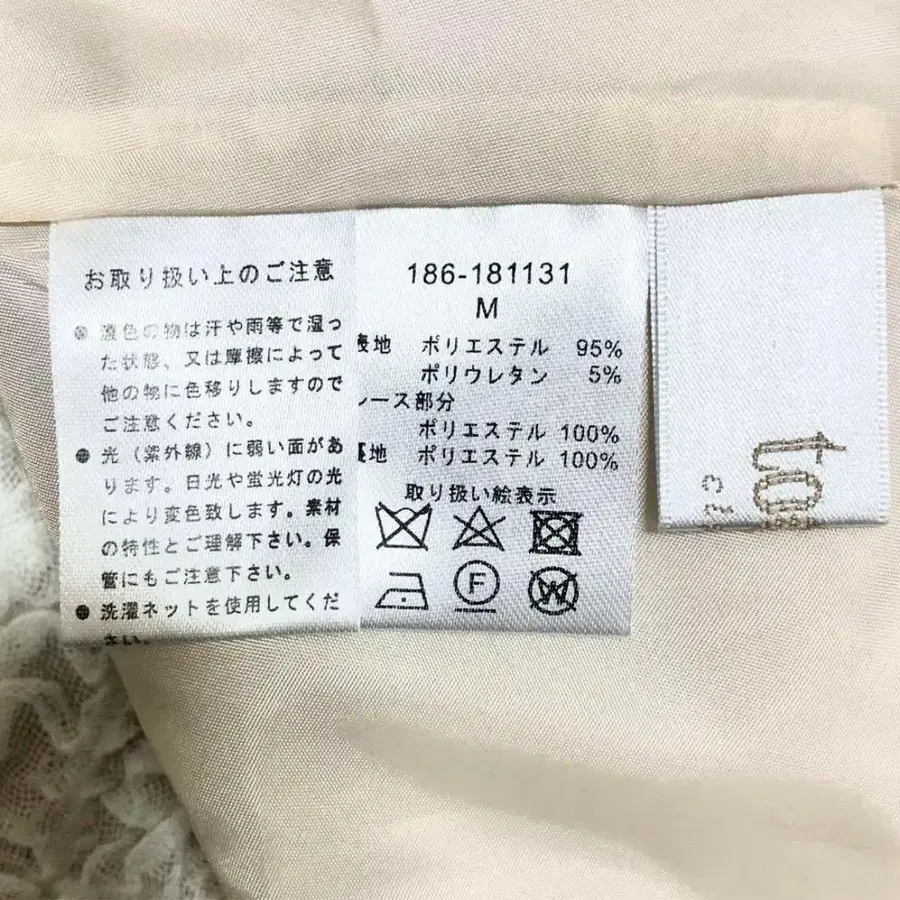 お取り扱い上のご注意
● 濃色の物は汗や雨等で湿っ
た状態、又は摩擦によって
他の物に色移りしますので
ご注意ください。
● 光（紫外線）に弱い面があ
ります。日光や蛍光灯の光
により変色致します。素材
の特性とご理解下さい。保
管にもご注意下さい。
● 洗濯ネットを使用してくだ
さい。
186-181131
M
表地 ポリエステル 95%
ポリウレタン 5%
レース部分
ポリエステル 100%
裏地 ポリエステル 100%
取り扱い絵表示
F
W